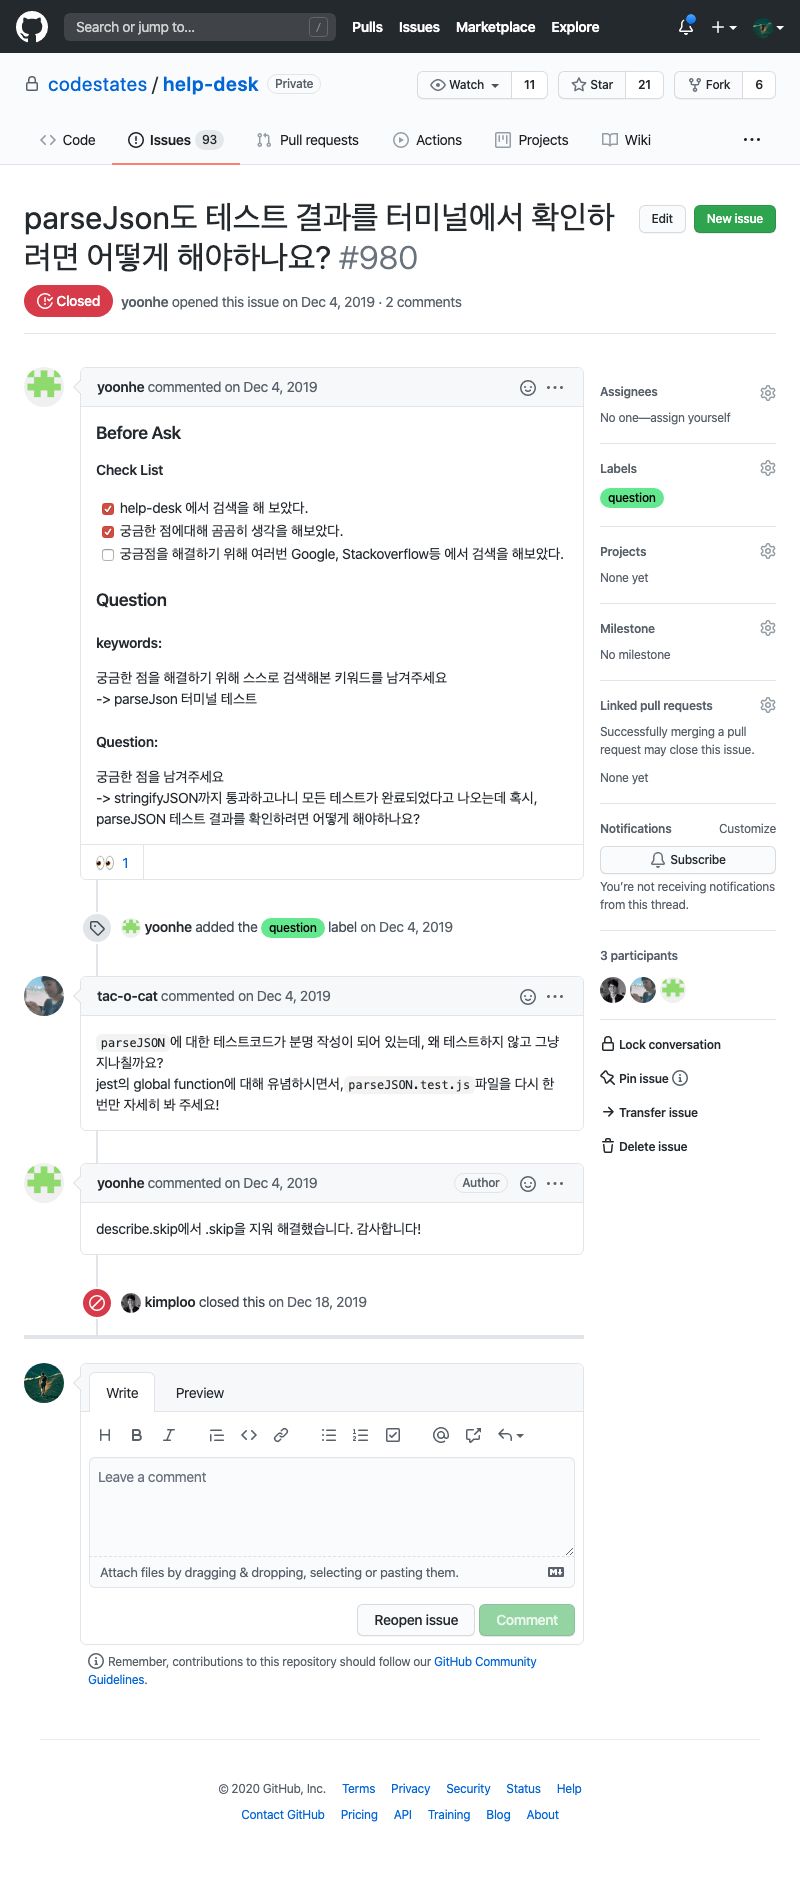 Search or jump to... /
Pulls Issues Marketplace Explore
codestates / help-desk Private
Watch 11 Star 21 Fork 6
Code Issues 93 Pull requests Actions Projects Wiki
parseJson도 테스트 결과를 터미널에서 확인하
려면 어떻게 해야하나요? #980
Edit New issue
Closed yoonhe opened this issue on Dec 4, 2019 · 2 comments
yoonhe commented on Dec 4, 2019
Before Ask
Check List
help-desk 에서 검색을 해 보았다.
궁금한 점에대해 곰곰히 생각을 해보았다.
궁금점을 해결하기 위해 여러번 Google, Stackoverflow등 에서 검색을 해보았다.
Question
keywords:
궁금한 점을 해결하기 위해 스스로 검색해본 키워드를 남겨주세요
-> parseJson 터미널 테스트
Question:
궁금한 점을 남겨주세요
-> stringifyJSON까지 통과하고나니 모든 테스트가 완료되었다고 나오는데 혹시,
parseJSON 테스트 결과를 확인하려면 어떻게 해야하나요?
👀 1
yoonhe added the question label on Dec 4, 2019
tac-o-cat commented on Dec 4, 2019
parseJSON 에 대한 테스트코드가 분명 작성이 되어 있는데, 왜 테스트하지 않고 그냥
지나칠까요?
jest의 global function에 대해 유념하시면서, parseJSON.test.js 파일을 다시 한
번만 자세히 봐 주세요!
yoonhe commented on Dec 4, 2019 Author
describe.skip에서 .skip을 지워 해결했습니다. 감사합니다!
kimploo closed this on Dec 18, 2019
Write Preview
Leave a comment
Attach files by dragging & dropping, selecting or pasting them.
Reopen issue Comment
Remember, contributions to this repository should follow our GitHub Community
Guidelines.
Assignees
No one—assign yourself
Labels
question
Projects
None yet
Milestone
No milestone
Linked pull requests
Successfully merging a pull
request may close this issue.
None yet
Notifications Customize
Subscribe
You're not receiving notifications
from this thread.
3 participants
Lock conversation
Pin issue
Transfer issue
Delete issue
© 2020 GitHub, Inc. Terms Privacy Security Status Help
Contact GitHub Pricing API Training Blog About